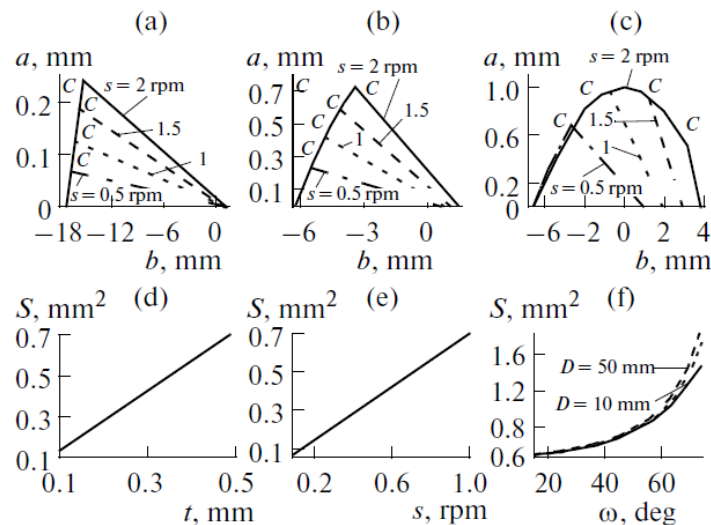 (a) (b) (c)
a, mm a, mm a, mm
C s = 2 rpm C s = 2 rpm C C C s = 2 rpm
0.2 0.7 1.0
C 1.5 C 1.5 C 1.5 C
C 1 C 1 C 1
0.1 0.5 0.6
C 0.3
s = 0.5 rpm C s = 0.5 rpm s = 0.5 rpm
0.1 0.2
0 0
−18 −12 −6 0 −6 −3 0 −6 −2 0 2 4
b, mm b, mm b, mm
(d) (e) (f)
S, mm² S, mm² S, mm²
0.7 0.7 1.6
0.5 0.5 D = 50 mm
1.2
0.3 0.3 D = 10 mm
0.8
0.1 0.1 0.6
0.1 0.3 0.5 0.2 0.6 1.0 20 40 60
t, mm s, rpm ω, deg